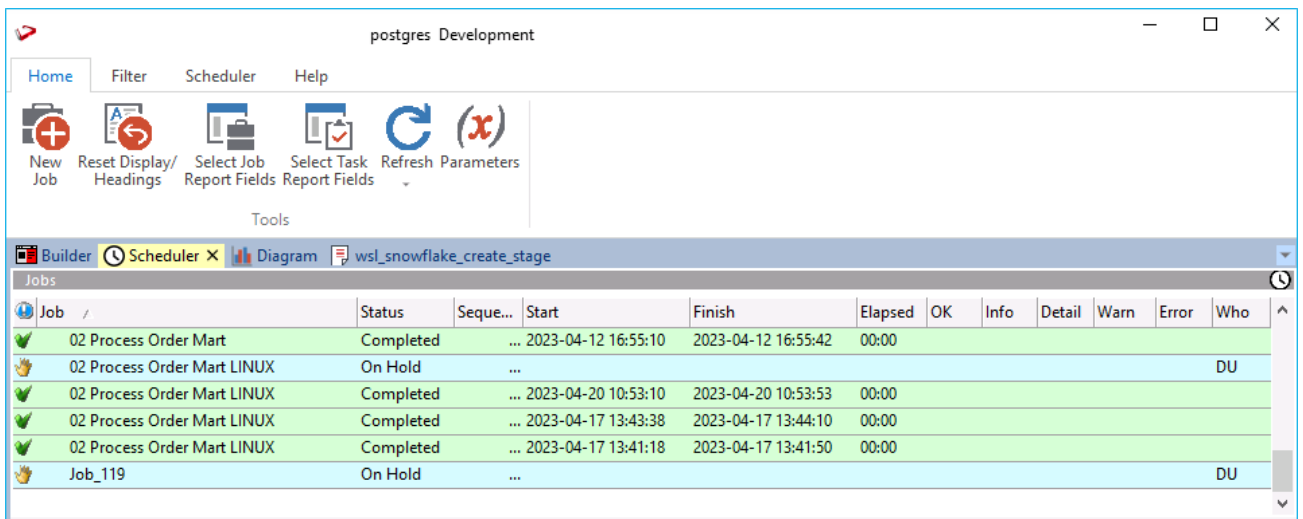 postgres Development
Home Filter Scheduler Help
New Job Reset Display/ Headings Select Job Report Fields Select Task Report Fields Refresh (x) Parameters
Tools
Builder Scheduler X Diagram wsl_snowflake_create_stage
Jobs
Job / Status Seque... Start Finish Elapsed OK Info Detail Warn Error Who
02 Process Order Mart Completed ... 2023-04-12 16:55:10 2023-04-12 16:55:42 00:00
02 Process Order Mart LINUX On Hold ... DU
02 Process Order Mart LINUX Completed ... 2023-04-20 10:53:10 2023-04-20 10:53:53 00:00
02 Process Order Mart LINUX Completed ... 2023-04-17 13:43:38 2023-04-17 13:44:10 00:00
02 Process Order Mart LINUX Completed ... 2023-04-17 13:41:18 2023-04-17 13:41:50 00:00
Job_119 On Hold ... DU